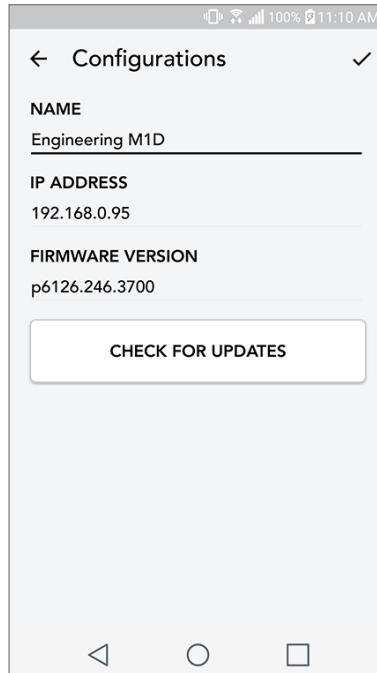 100% 11:10 AM
Configurations
NAME
Engineering M1D
IP ADDRESS
192.168.0.95
FIRMWARE VERSION
p6126.246.3700
CHECK FOR UPDATES